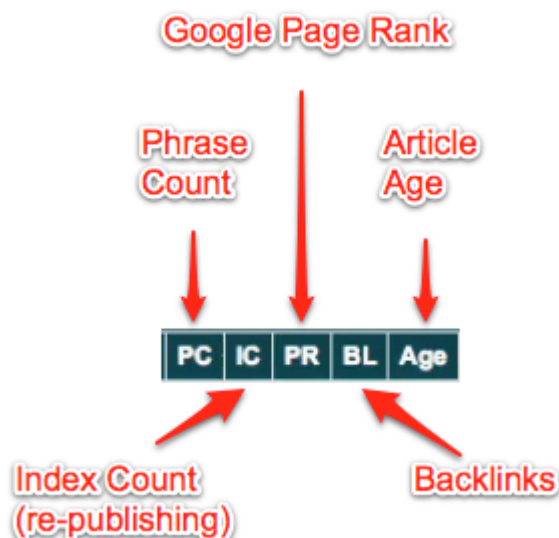 Google Page Rank
Phrase
Count
Article
Age
PC IC PR BL Age
Index Count
(re-publishing)
Backlinks